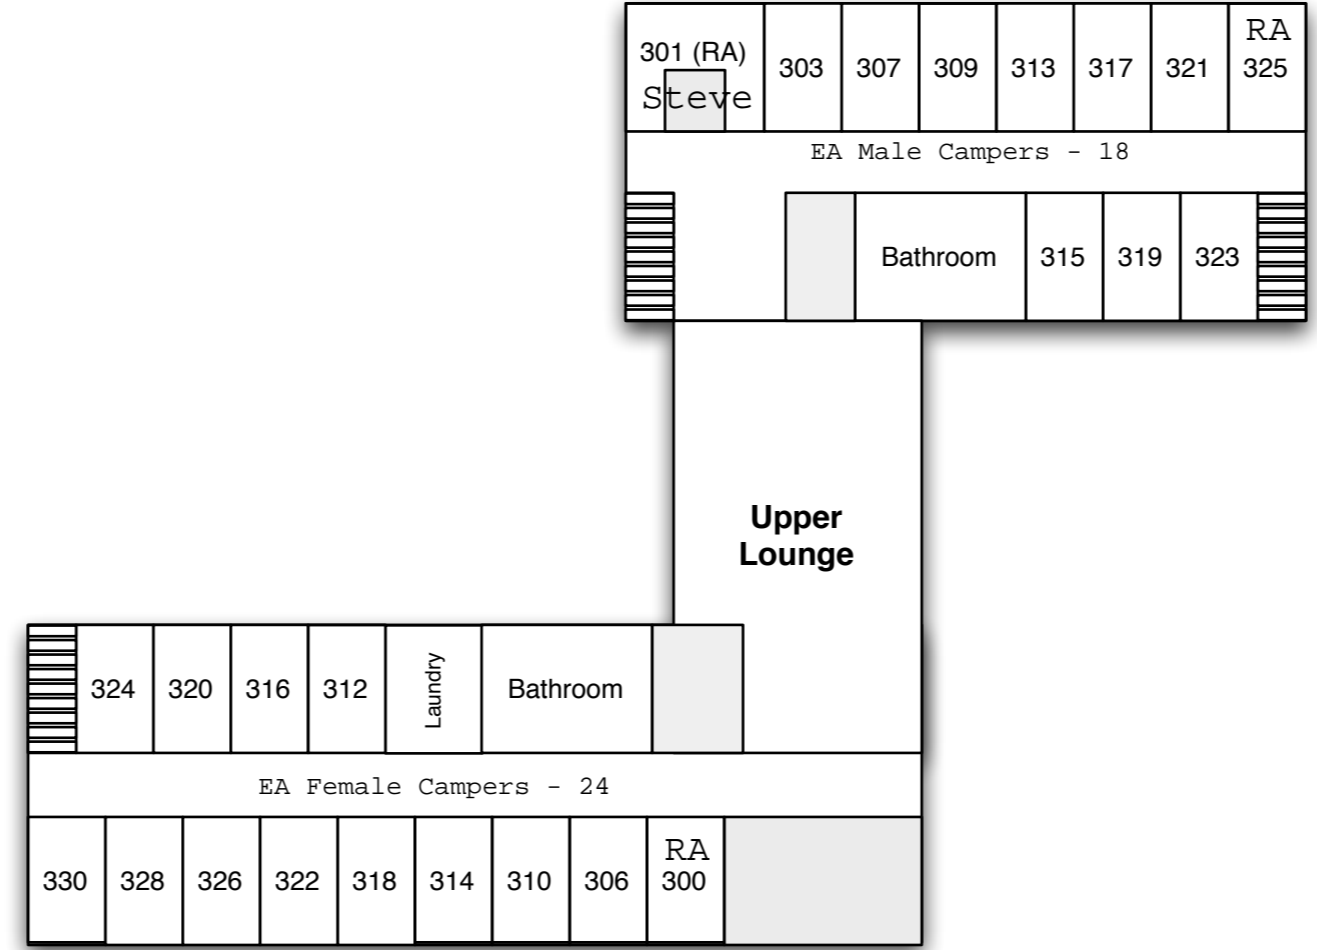 301 (RA)
Steve
303
307
309
313
317
321
RA
325
EA Male Campers - 18
Bathroom
315
319
323
Upper
Lounge
324
320
316
312
Laundry
Bathroom
EA Female Campers - 24
330
328
326
322
318
314
310
306
RA
300